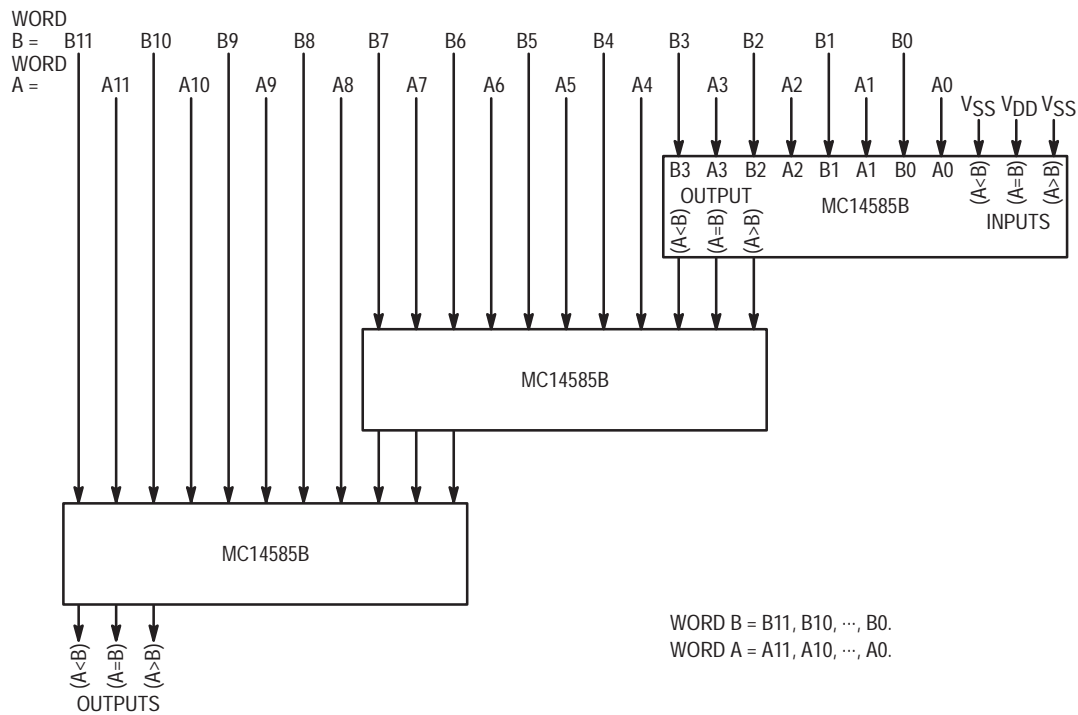 WORD
B = B11 B10 B9 B8 B7 B6 B5 B4 B3 B2 B1 B0
WORD
A = A11 A10 A9 A8 A7 A6 A5 A4 A3 A2 A1 A0
VSS VDD VSS
B3 A3 B2 A2 B1 A1 B0 A0 (A<B) (A=B) (A>B)
OUTPUT
MC14585B
INPUTS
(A<B) (A=B) (A>B)
MC14585B
MC14585B
(A<B) (A=B) (A>B)
OUTPUTS
WORD B = B11, B10, ···, B0.
WORD A = A11, A10, ···, A0.